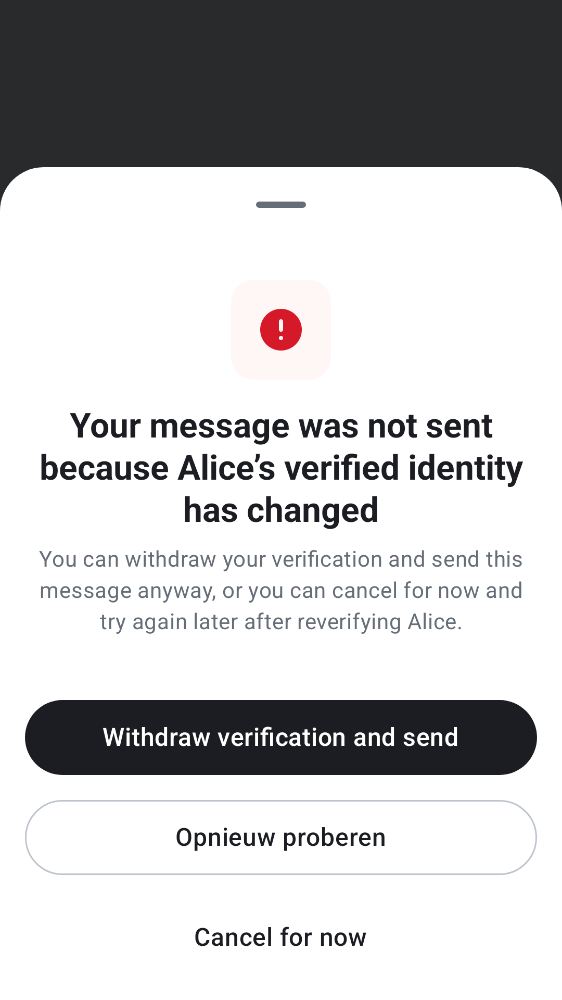 Your message was not sent
because Alice’s verified identity
has changed
You can withdraw your verification and send this
message anyway, or you can cancel for now and
try again later after reverifying Alice.
Withdraw verification and send
Opnieuw proberen
Cancel for now